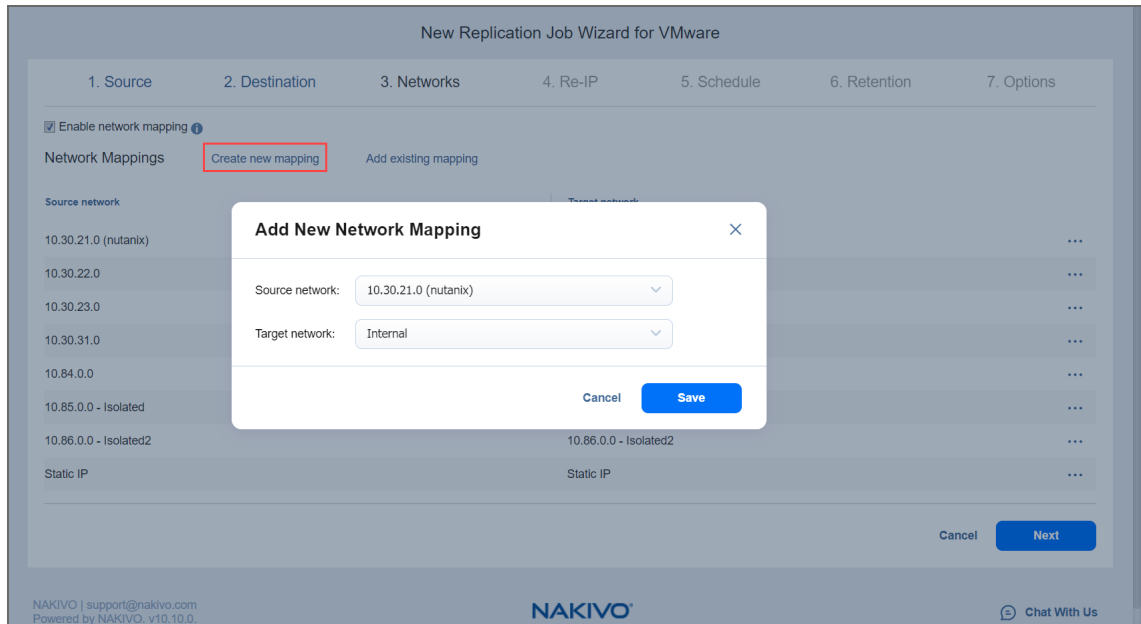 New Replication Job Wizard for VMware
1. Source 2. Destination 3. Networks 4. Re-IP 5. Schedule 6. Retention 7. Options
Enable network mapping
Network Mappings Create new mapping Add existing mapping
Source network Target network
Add New Network Mapping
10.30.21.0 (nutanix)
10.30.22.0
Source network: 10.30.21.0 (nutanix)
10.30.23.0
Target network: Internal
10.30.31.0
10.84.0.0
Cancel Save
10.85.0.0 - Isolated
10.86.0.0 - Isolated2 10.86.0.0 - Isolated2
Static IP Static IP
Cancel Next
NAKIVO | support@nakivo.com
Powered by NAKIVO. v10.10.0.
NAKIVO®
Chat With Us